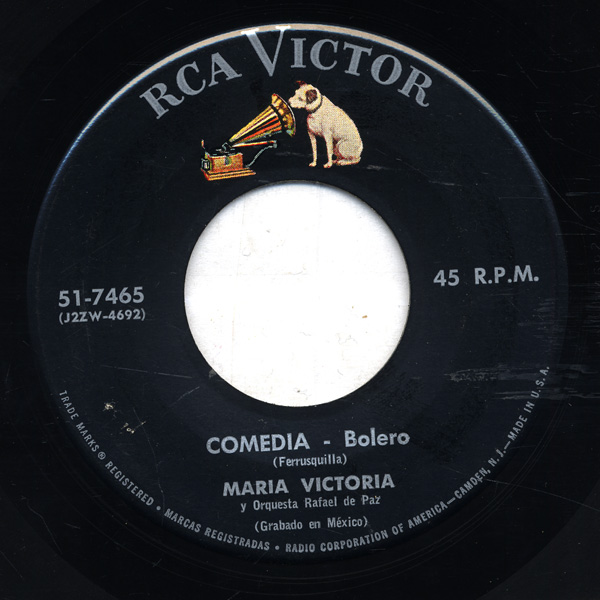 RCA VICTOR
51-7465
(J2ZW-4692)
45 R.P.M.
COMEDIA - Bolero
(Ferrusquilla)
MARIA VICTORIA
y Orquesta Rafael de Paz
(Grabado en México)
TRADE MARKS ® REGISTERED • MARCAS REGISTRADAS • RADIO CORPORATION OF AMERICA—CAMDEN, N. J.—MADE IN U.S.A.